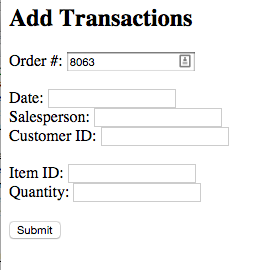 Add Transactions
Order #: 8063
Date:
Salesperson:
Customer ID:
Item ID:
Quantity:
Submit